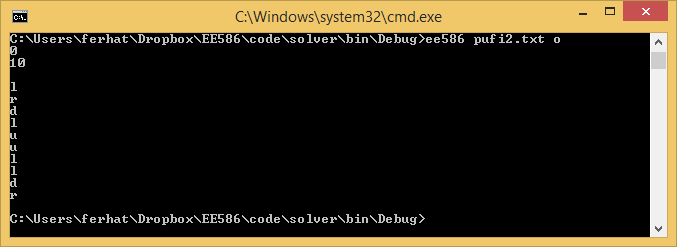 C:\Windows\system32\cmd.exe
C:\Users\ferhat\Dropbox\EE586\code\solver\bin\Debug>ee586 pufi2.txt o
0
10
l
r
d
l
u
u
l
l
d
r
C:\Users\ferhat\Dropbox\EE586\code\solver\bin\Debug>